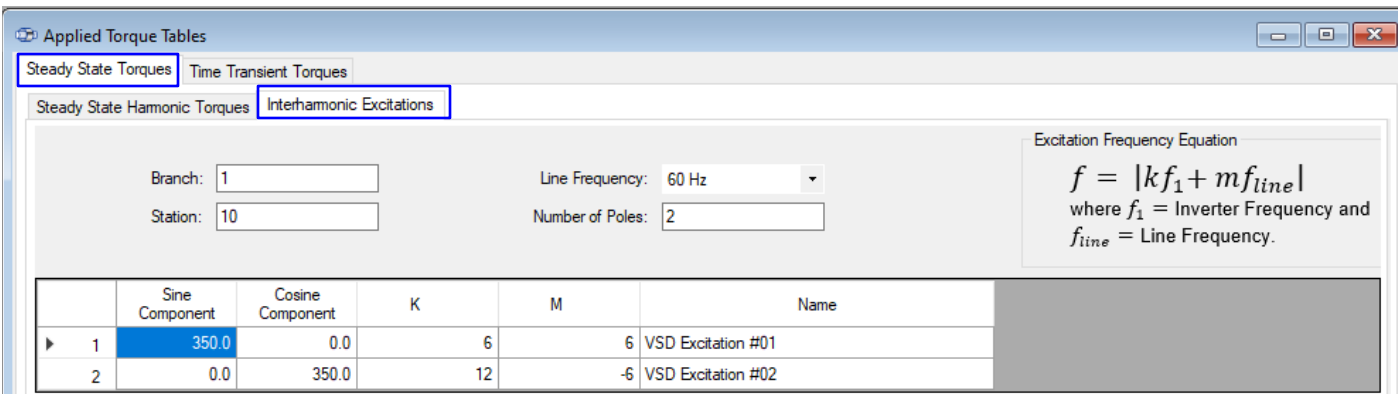 Applied Torque Tables
Steady State Torques Time Transient Torques
Steady State Harmonic Torques Interharmonic Excitations
Branch: 1
Station: 10
Line Frequency: 60 Hz
Number of Poles: 2
Excitation Frequency Equation
f = |kf₁+ mf_line|
where f₁ = Inverter Frequency and
f_line = Line Frequency.
Sine Component Cosine Component K M Name
1 350.0 0.0 6 6 VSD Excitation #01
2 0.0 350.0 12 -6 VSD Excitation #02